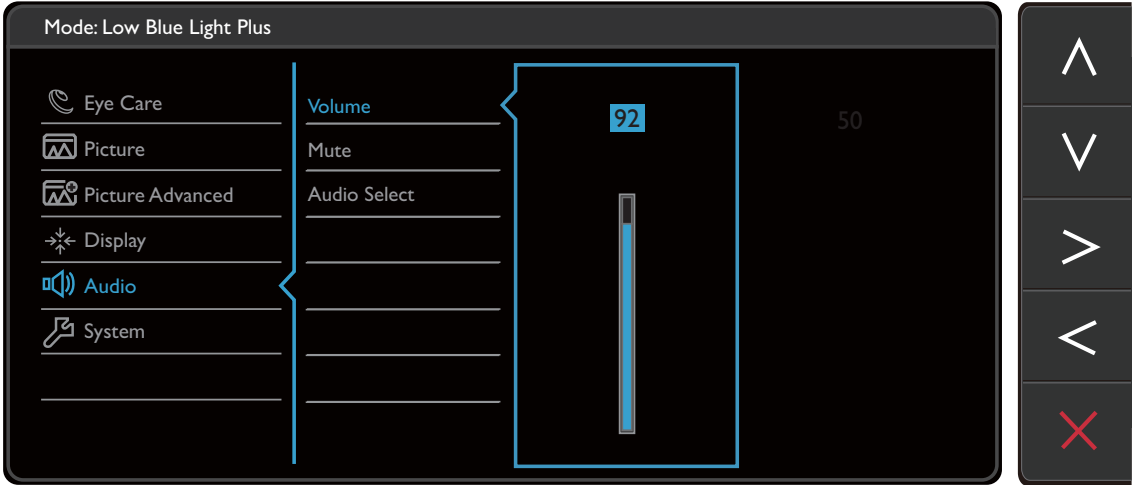 Mode: Low Blue Light Plus
Eye Care
Picture
Picture Advanced
Display
Audio
System
Volume
Mute
Audio Select
92
50